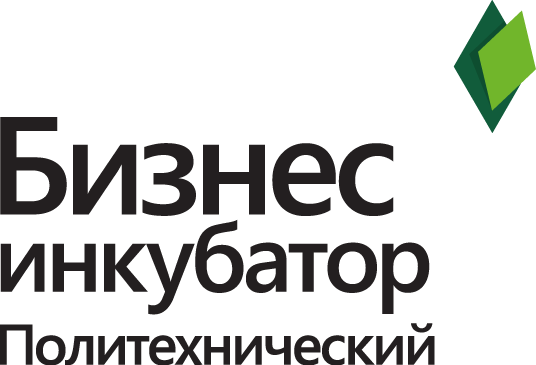 Бизнес
инкубатор
Политехнический